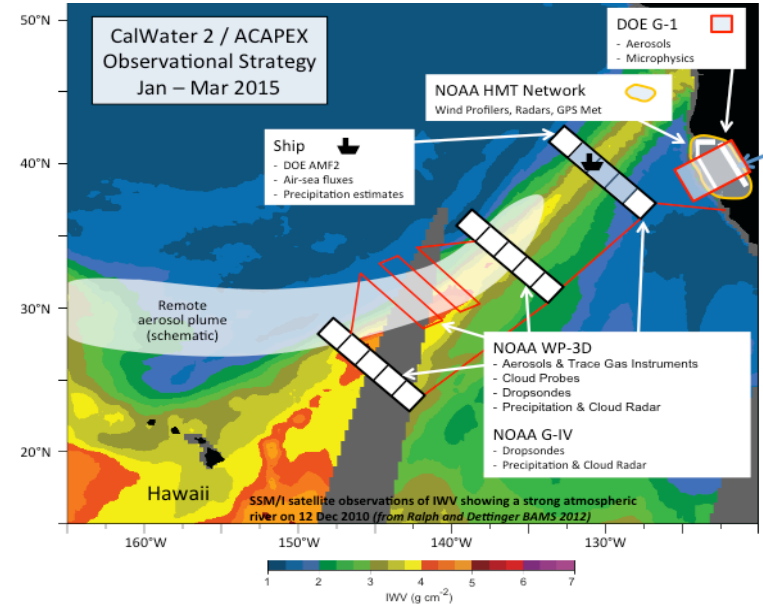 CalWater 2 / ACAPEX
Observational Strategy
Jan – Mar 2015
DOE G-1
- Aerosols
- Microphysics
NOAA HMT Network
Wind Profilers, Radars, GPS Met
Ship
- DOE AMF2
- Air-sea fluxes
- Precipitation estimates
Remote
aerosol plume
(schematic)
NOAA WP-3D
- Aerosols & Trace Gas Instruments
- Cloud Probes
- Dropsondes
- Precipitation & Cloud Radar
NOAA G-IV
- Dropsondes
- Precipitation & Cloud Radar
Hawaii
SSM/I satellite observations of IWV showing a strong atmospheric
river on 12 Dec 2010 (from Ralph and Dettinger BAMS 2012)
50°N
40°N
30°N
20°N
160°W 150°W 140°W 130°W
1 2 3 4 5 6 7
IWV (g cm-2)